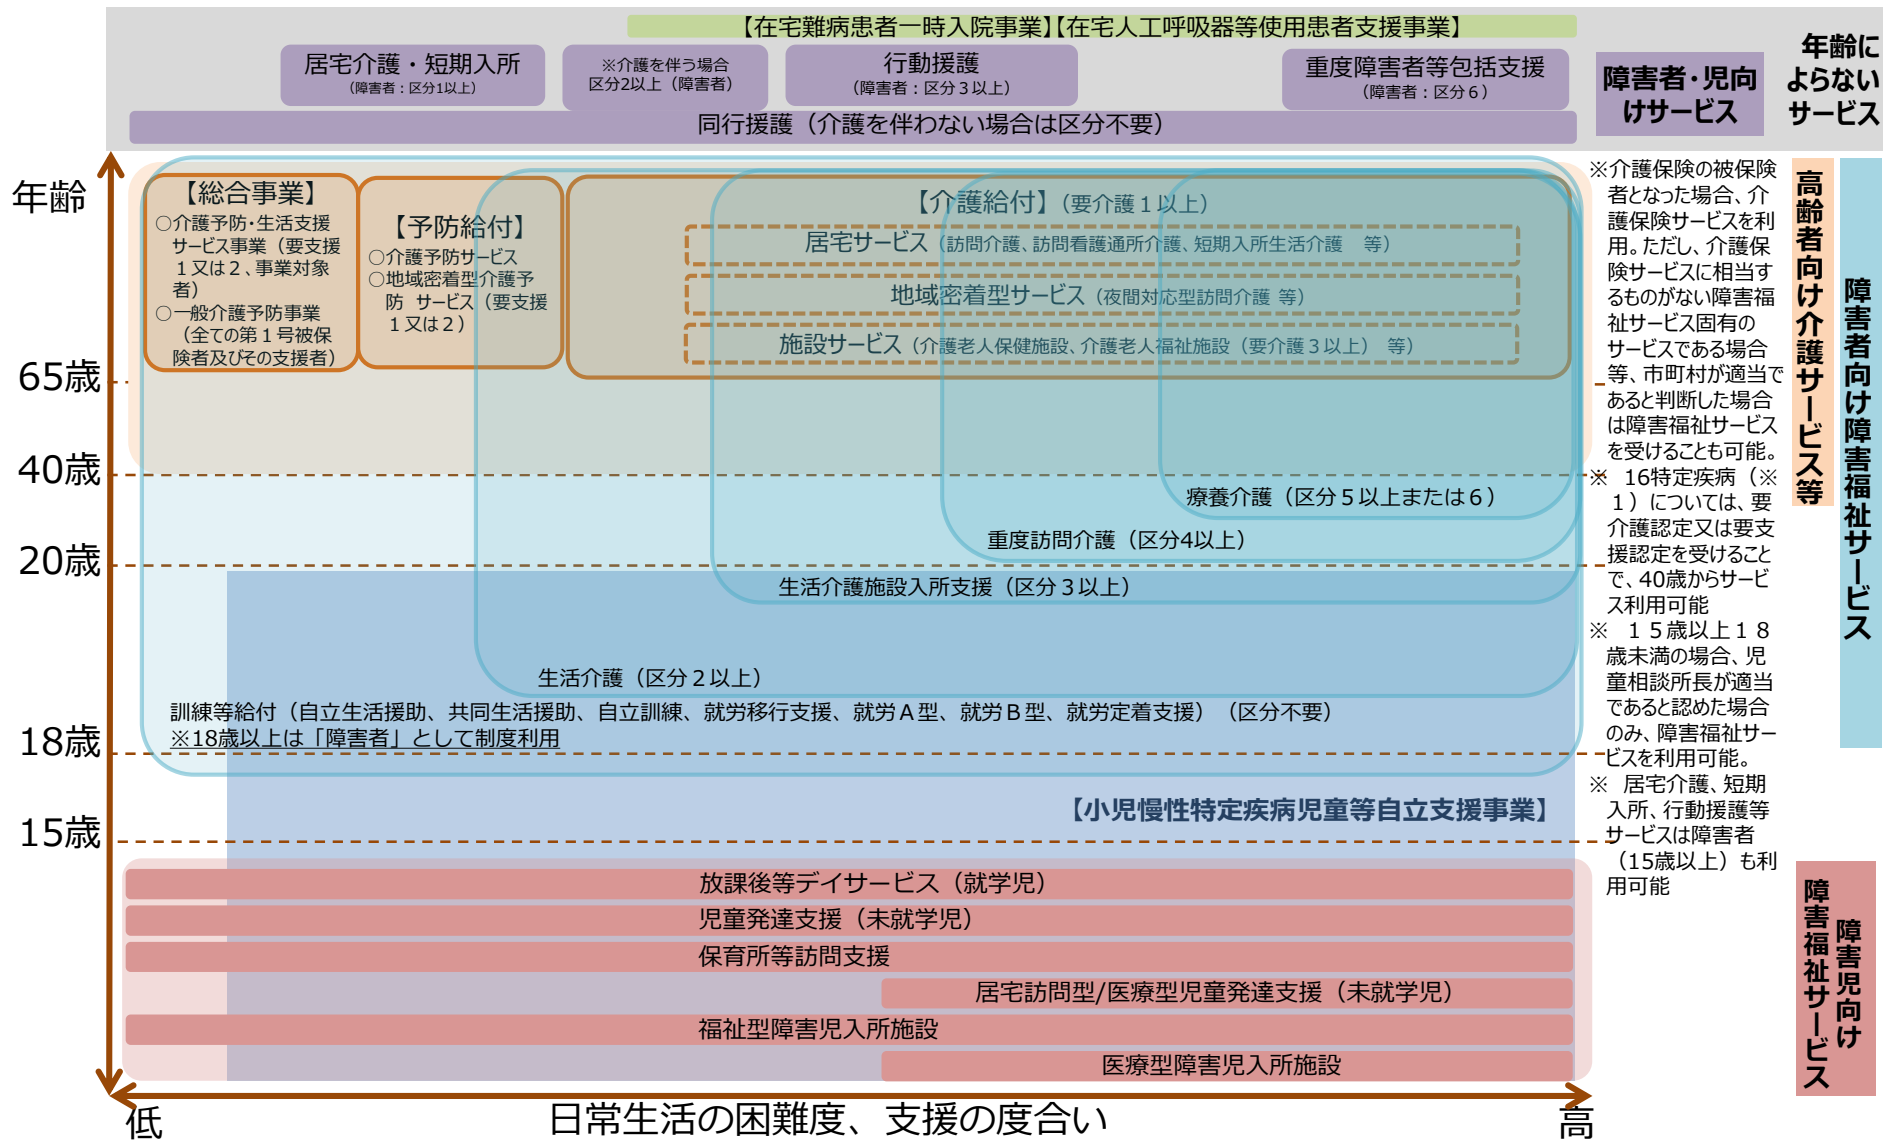 【在宅難病患者一時入院事業】【在宅人工呼吸器等使用患者支援事業】
居宅介護・短期入所
(障害者：区分1以上)
※介護を伴う場合
区分2以上（障害者）
行動援護
(障害者：区分３以上)
重度障害者等包括支援
(障害者：区分６)
同行援護（介護を伴わない場合は区分不要）
障害者・児向
けサービス
年齢に
よらない
サービス
年齢
65歳
40歳
20歳
18歳
15歳
【総合事業】
○介護予防・生活支援
サービス事業（要支援
１又は２、事業対象
者）
○一般介護予防事業
（全ての第１号被保
険者及びその支援者）
【予防給付】
○介護予防サービス
○地域密着型介護予
防 サービス（要支援
１又は２）
【介護給付】（要介護１以上）
居宅サービス（訪問介護、訪問看護通所介護、短期入所生活介護　等）
地域密着型サービス（夜間対応型訪問介護 等）
施設サービス（介護老人保健施設、介護老人福祉施設（要介護３以上） 等）
療養介護（区分５以上または６）
重度訪問介護（区分4以上）
生活介護施設入所支援（区分３以上）
生活介護（区分２以上）
訓練等給付（自立生活援助、共同生活援助、自立訓練、就労移行支援、就労Ａ型、就労Ｂ型、就労定着支援）（区分不要）
※18歳以上は「障害者」として制度利用
【小児慢性特定疾病児童等自立支援事業】
放課後等デイサービス（就学児）
児童発達支援（未就学児）
保育所等訪問支援
居宅訪問型/医療型児童発達支援（未就学児）
福祉型障害児入所施設
医療型障害児入所施設
低
日常生活の困難度、支援の度合い
高
※介護保険の被保険
者となった場合、介
護保険サービスを利
用。ただし、介護保
険サービスに相当す
るものがない障害福
祉サービス固有の
サービスである場合
等、市町村が適当で
あると判断した場合
は障害福祉サービス
を受けることも可能。
※　16特定疾病（※
１）については、要
介護認定又は要支
援認定を受けること
で、40歳からサービ
ス利用可能
※　１５歳以上１８
歳未満の場合、児
童相談所長が適当
であると認めた場合
のみ、障害福祉サー
ビスを利用可能。
※　居宅介護、短期
入所、行動援護等
サービスは障害者
（15歳以上）も利
用可能
高齢者向け介護サービス等
障害者向け障害福祉サービス
障害児向け
障害福祉サービス